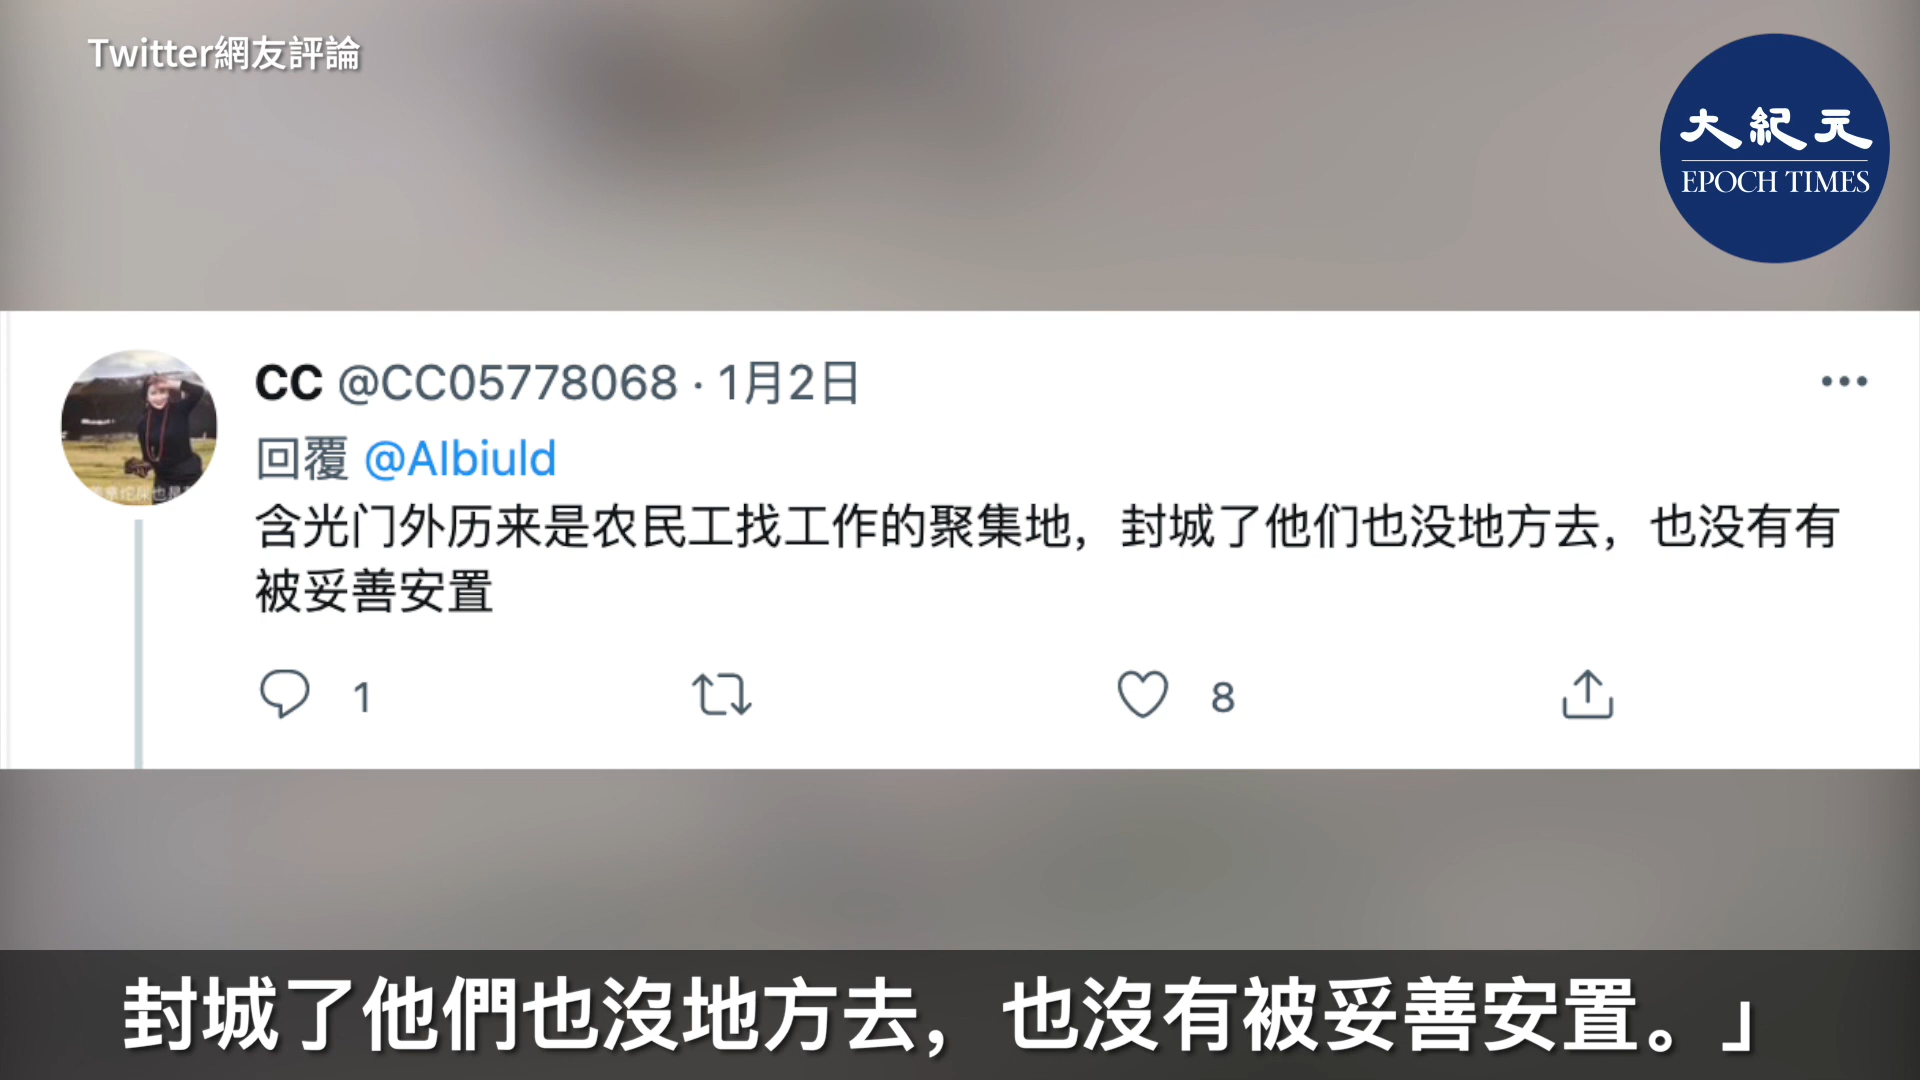 Twitter網友評論
大紀元
EPOCH TIMES
CC @CC05778068 · 1月2日
回覆 @AIbiuld
含光门外历来是农民工找工作的聚集地，封城了他们也没地方去，也没有有
被妥善安置
1
8
封城了他們也沒地方去，也沒有被妥善安置。」